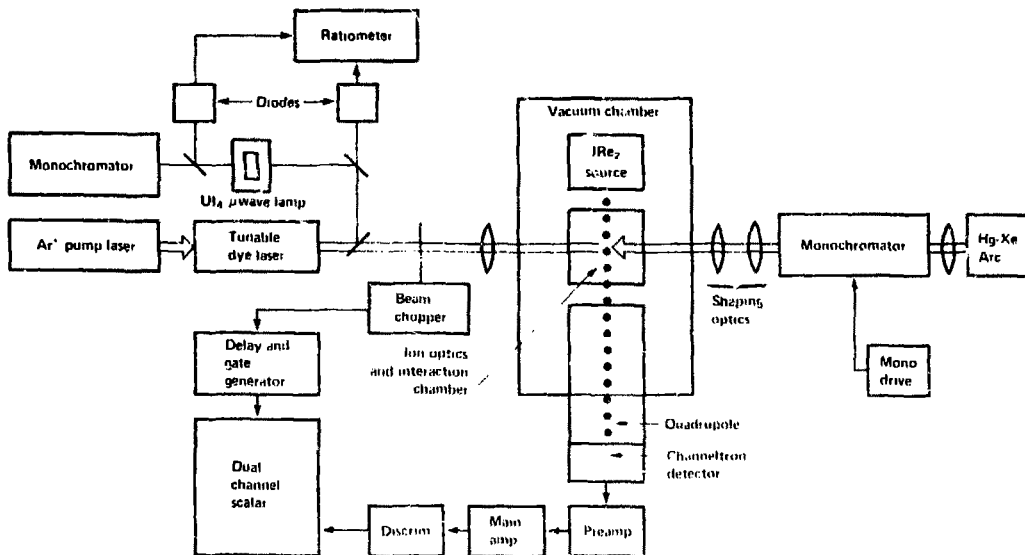 Ratiometer
Diodes
Vacuum chamber
Monochromator
JRe₂
source
UI₄ μwave lamp
Ar⁺ pump laser
Tunable
dye laser
Monochromator
Hg-Xe
Arc
Shaping
optics
Beam
chopper
Delay and
gate
generator
Ion optics
and interaction
chamber
Mono
drive
Quadrupole
Channeltron
detector
Dual
channel
scalar
Discrim
Main
amp
Preamp